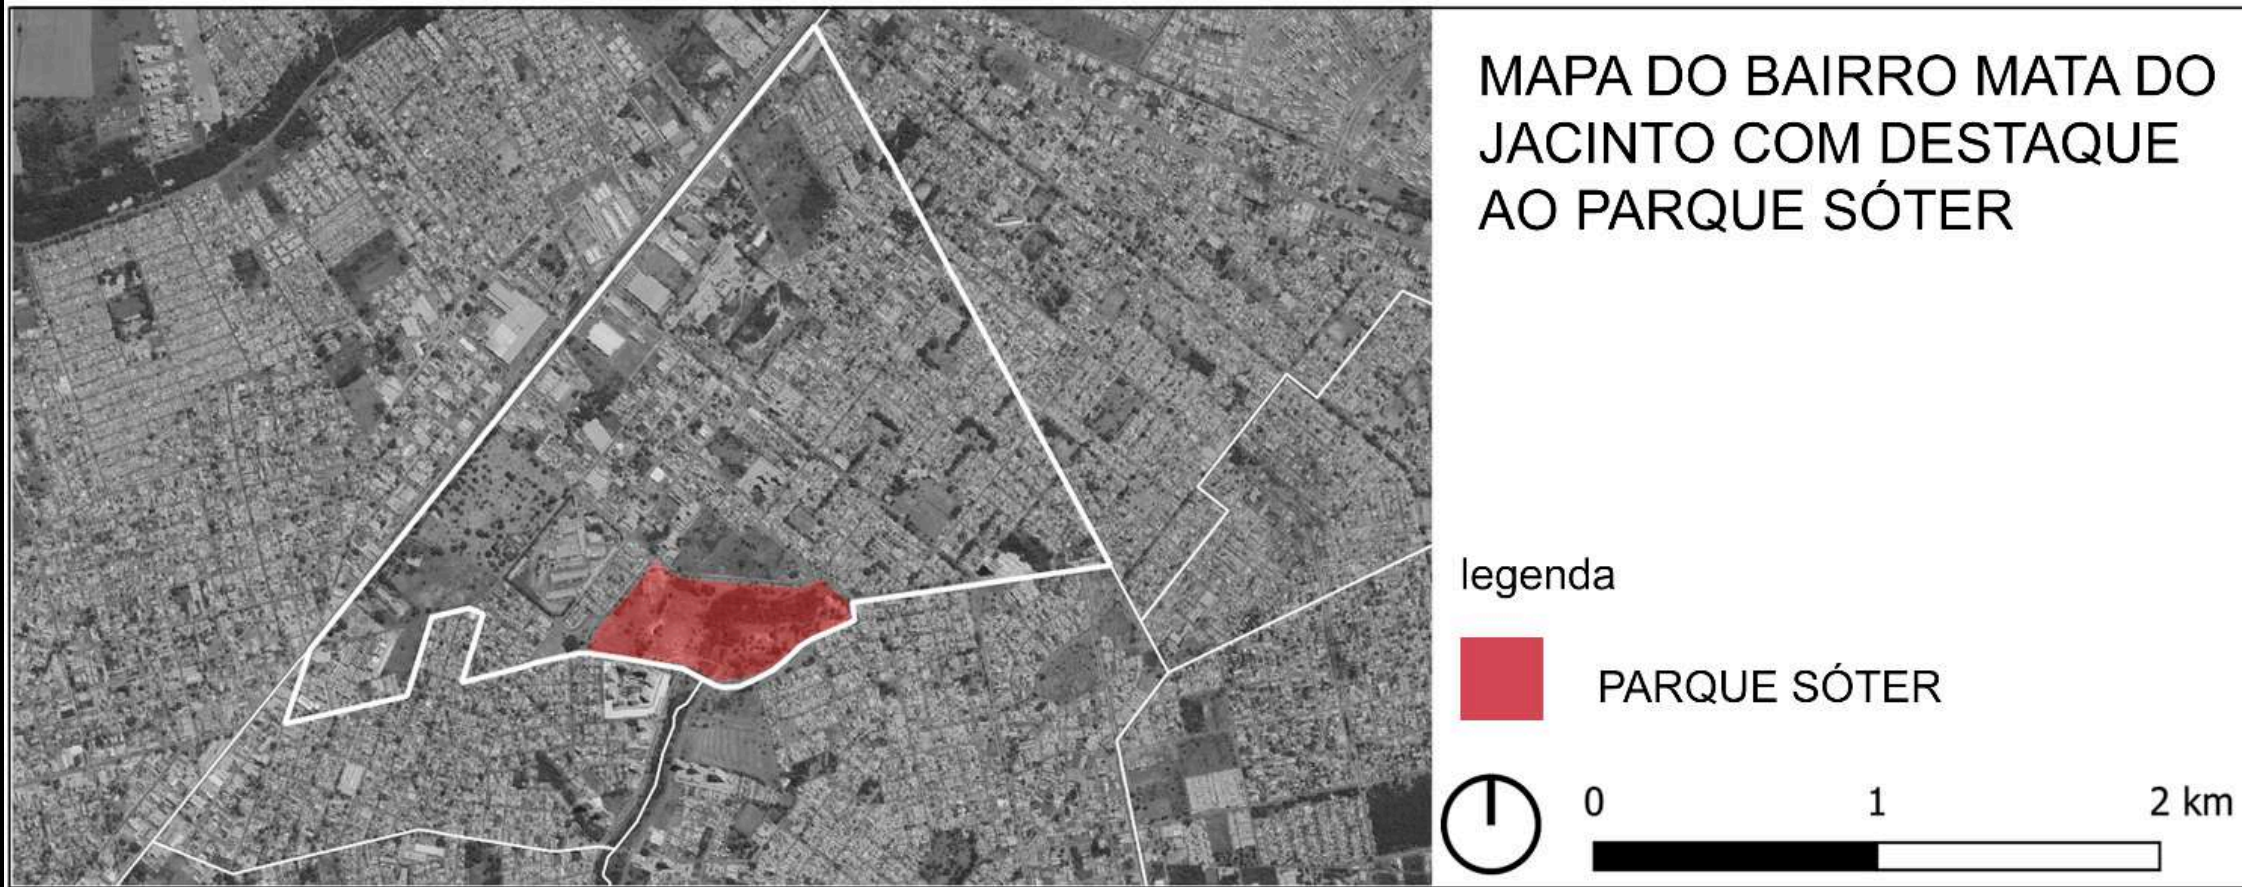 MAPA DO BAIRRO MATA DO
JACINTO COM DESTAQUE
AO PARQUE SÓTER
legenda
PARQUE SÓTER
0 1 2 km